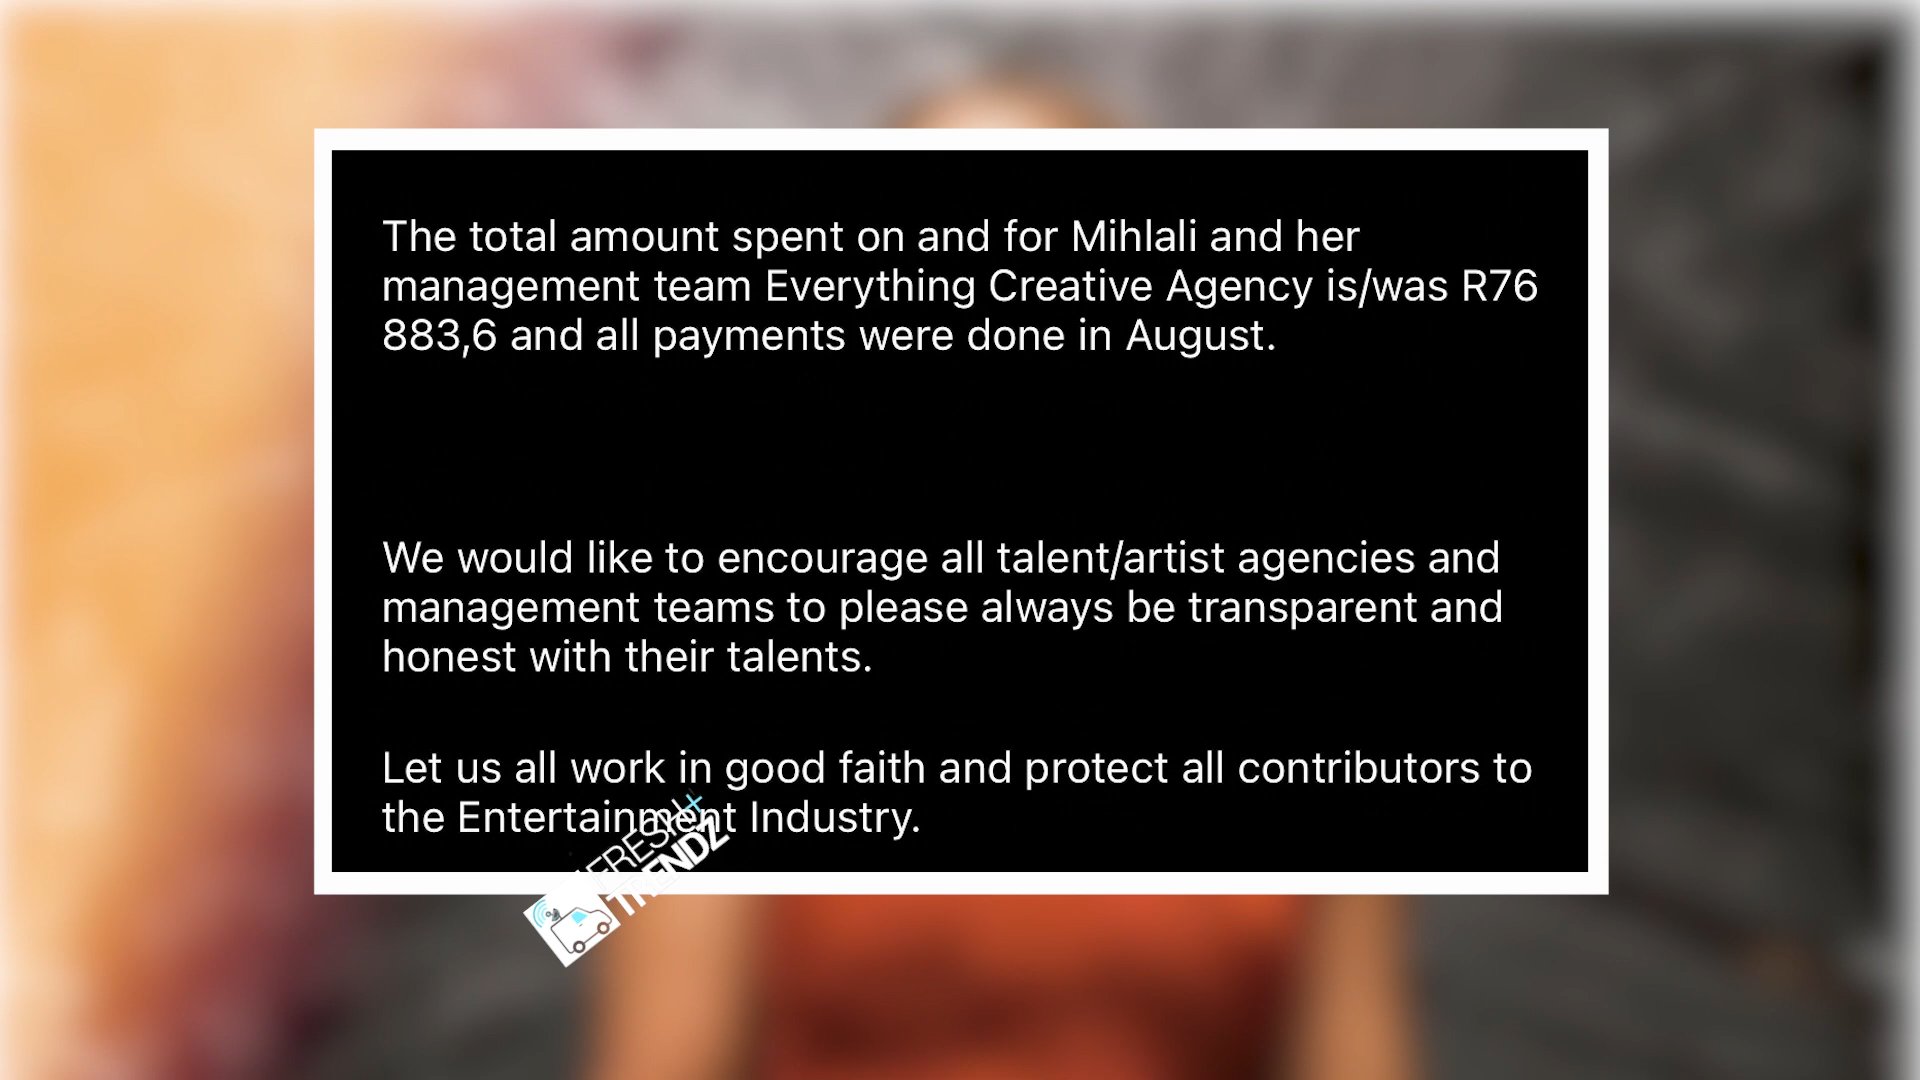 The total amount spent on and for Mihlali and her
management team Everything Creative Agency is/was R76
883,6 and all payments were done in August.
We would like to encourage all talent/artist agencies and
management teams to please always be transparent and
honest with their talents.
Let us all work in good faith and protect all contributors to
the Entertainment Industry.
FRESH+
TRENDZ